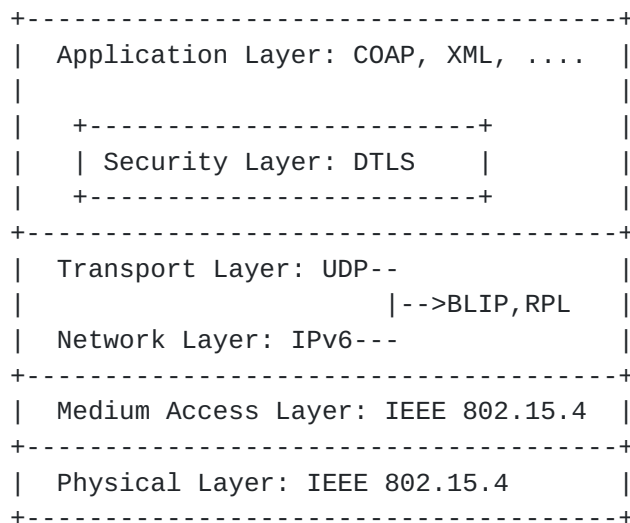 +--------------------------------------+
|  Application Layer: COAP, XML, ....  |
|                                      |
|   +-------------------------+        |
|   | Security Layer: DTLS    |        |
|   +-------------------------+        |
+--------------------------------------+
|  Transport Layer: UDP--              |
|                       |-->BLIP,RPL   |
|  Network Layer: IPv6---              |
+--------------------------------------+
|  Medium Access Layer: IEEE 802.15.4  |
+--------------------------------------+
|  Physical Layer: IEEE 802.15.4       |
+--------------------------------------+